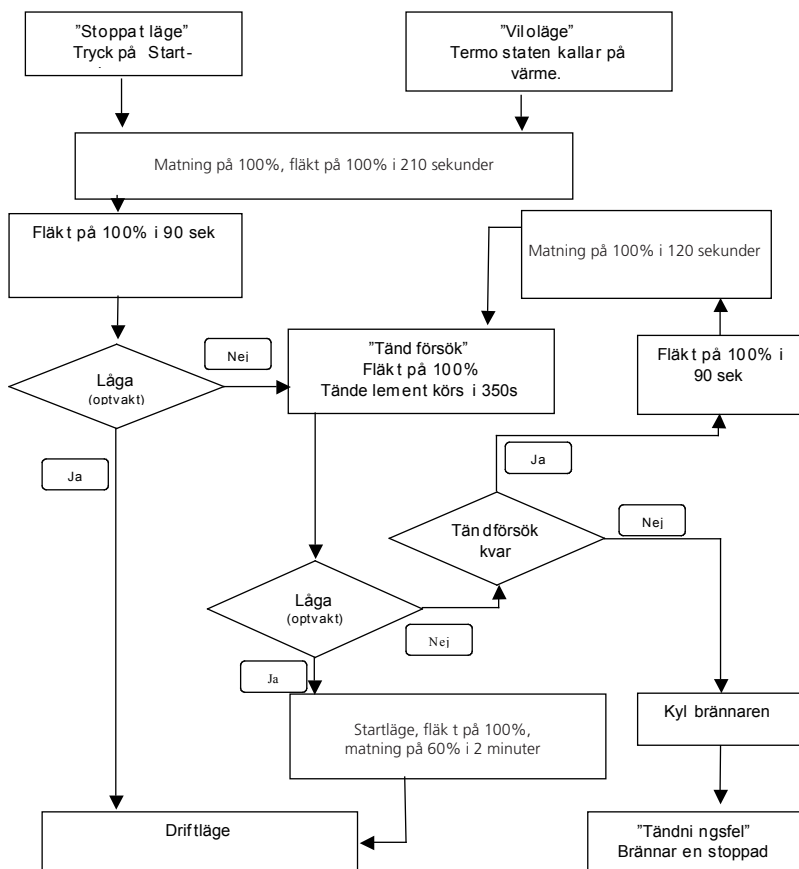 "Stoppat läge"
Tryck på Start-
"Viloläge"
Termostaten kallar på
värme.
Matning på 100%, fläkt på 100% i 210 sekunder
Fläkt på 100% i 90 sek
Matning på 100% i 120 sekunder
Nej
"Tändförsök"
Fläkt på 100%
Tändelement körs i 350s
Fläkt på 100% i
90 sek
Låga
(optvakt)
Ja
Ja
Tändförsök
kvar
Nej
Låga
(optvakt)
Nej
Ja
Startläge, fläkt på 100%,
matning på 60% i 2 minuter
Kyl brännaren
Driftläge
"Tändningsfel"
Brännaren stoppad